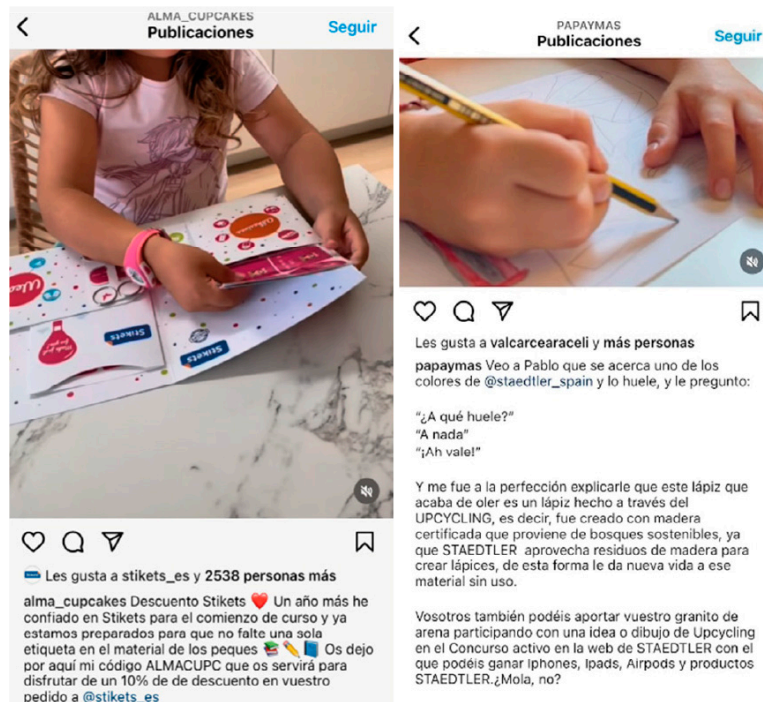 ALMA_CUPCAKES
Publicaciones
Seguir
Stikets
Stikets
Les gusta a stikets_es y 2538 personas más
alma_cupcakes Descuento Stikets ❤️ Un año más he
confiado en Stikets para el comienzo de curso y ya
estamos preparados para que no falte una sola
etiqueta en el material de los peques 📚✏️📘 Os dejo
por aquí mi código ALMACUPC que os servirá para
disfrutar de un 10% de de descuento en vuestro
pedido a @stikets_es
PAPAYMAS
Publicaciones
Seguir
Les gusta a valcarcearaceli y más personas
papaymas Veo a Pablo que se acerca uno de los
colores de @staedtler_spain y lo huele, y le pregunto:
“¿A qué huele?”
“A nada”
“¡Ah vale!”
Y me fue a la perfección explicarle que este lápiz que
acaba de oler es un lápiz hecho a través del
UPCYCLING, es decir, fue creado con madera
certificada que proviene de bosques sostenibles, ya
que STAEDTLER aprovecha residuos de madera para
crear lápices, de esta forma le da nueva vida a ese
material sin uso.
Vosotros también podéis aportar vuestro granito de
arena participando con una idea o dibujo de Upcycling
en el Concurso activo en la web de STAEDTLER con el
que podéis ganar Iphones, Ipads, Airpods y productos
STAEDTLER.¿Mola, no?